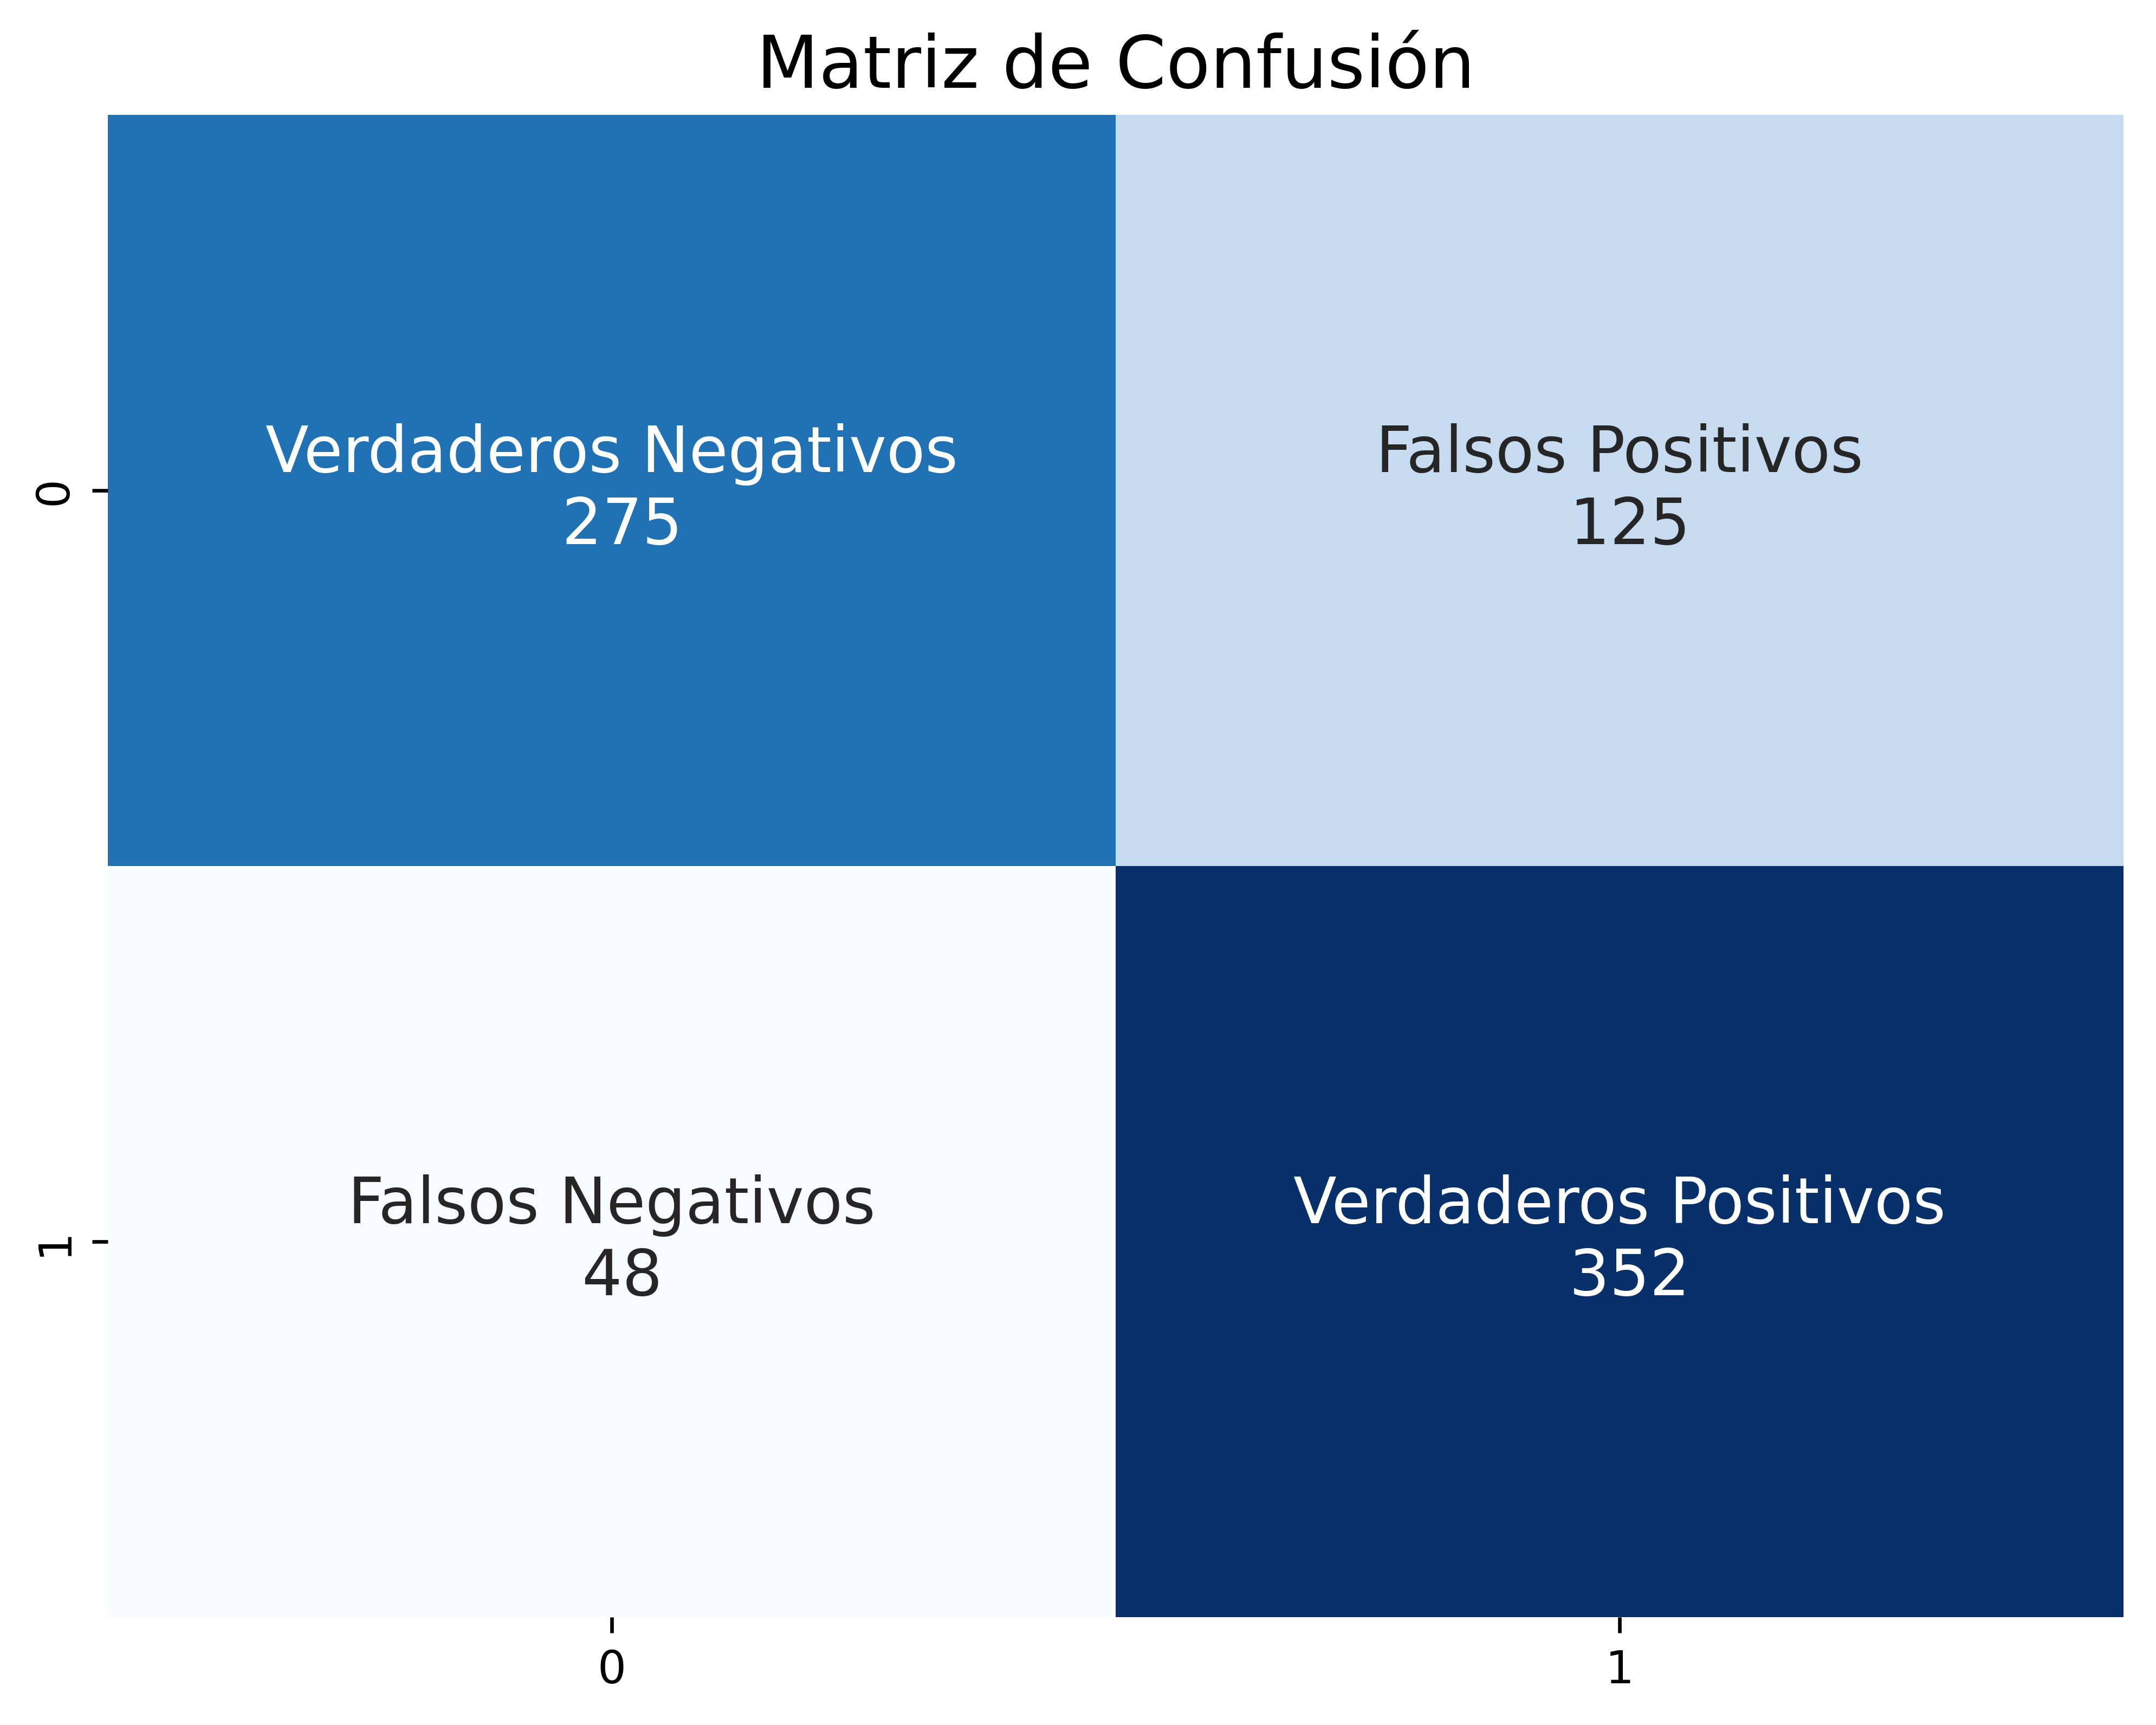 Matriz de Confusión
Verdaderos Negativos
275
Falsos Positivos
125
0
Falsos Negativos
48
Verdaderos Positivos
352
1
0
1